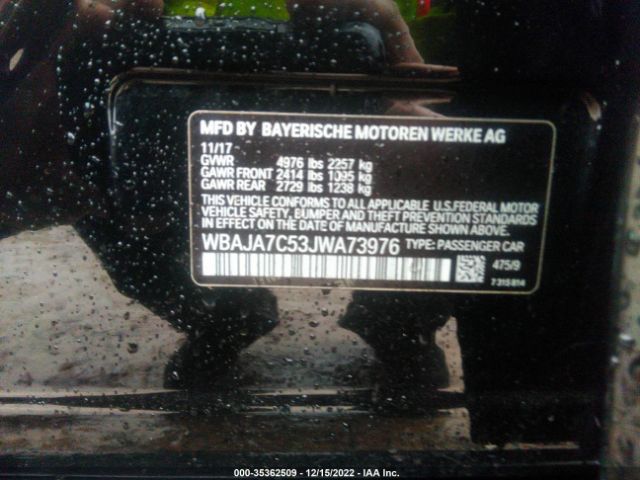 MFD BY BAYERISCHE MOTOREN WERKE AG
11/17
GVWR 4976 lbs 2257 kg
GAWR FRONT 2414 lbs 1095 kg
GAWR REAR 2729 lbs 1238 kg
THIS VEHICLE CONFORMS TO ALL APPLICABLE U.S.FEDERAL MOTOR
VEHICLE SAFETY, BUMPER AND THEFT PREVENTION STANDARDS
IN EFFECT ON THE DATE OF MANUFACTURE SHOWN ABOVE.
WBAJA7C53JWA73976 TYPE: PASSENGER CAR
475/9
7 315 814
000-35362509 - 12/15/2022 - IAA Inc.